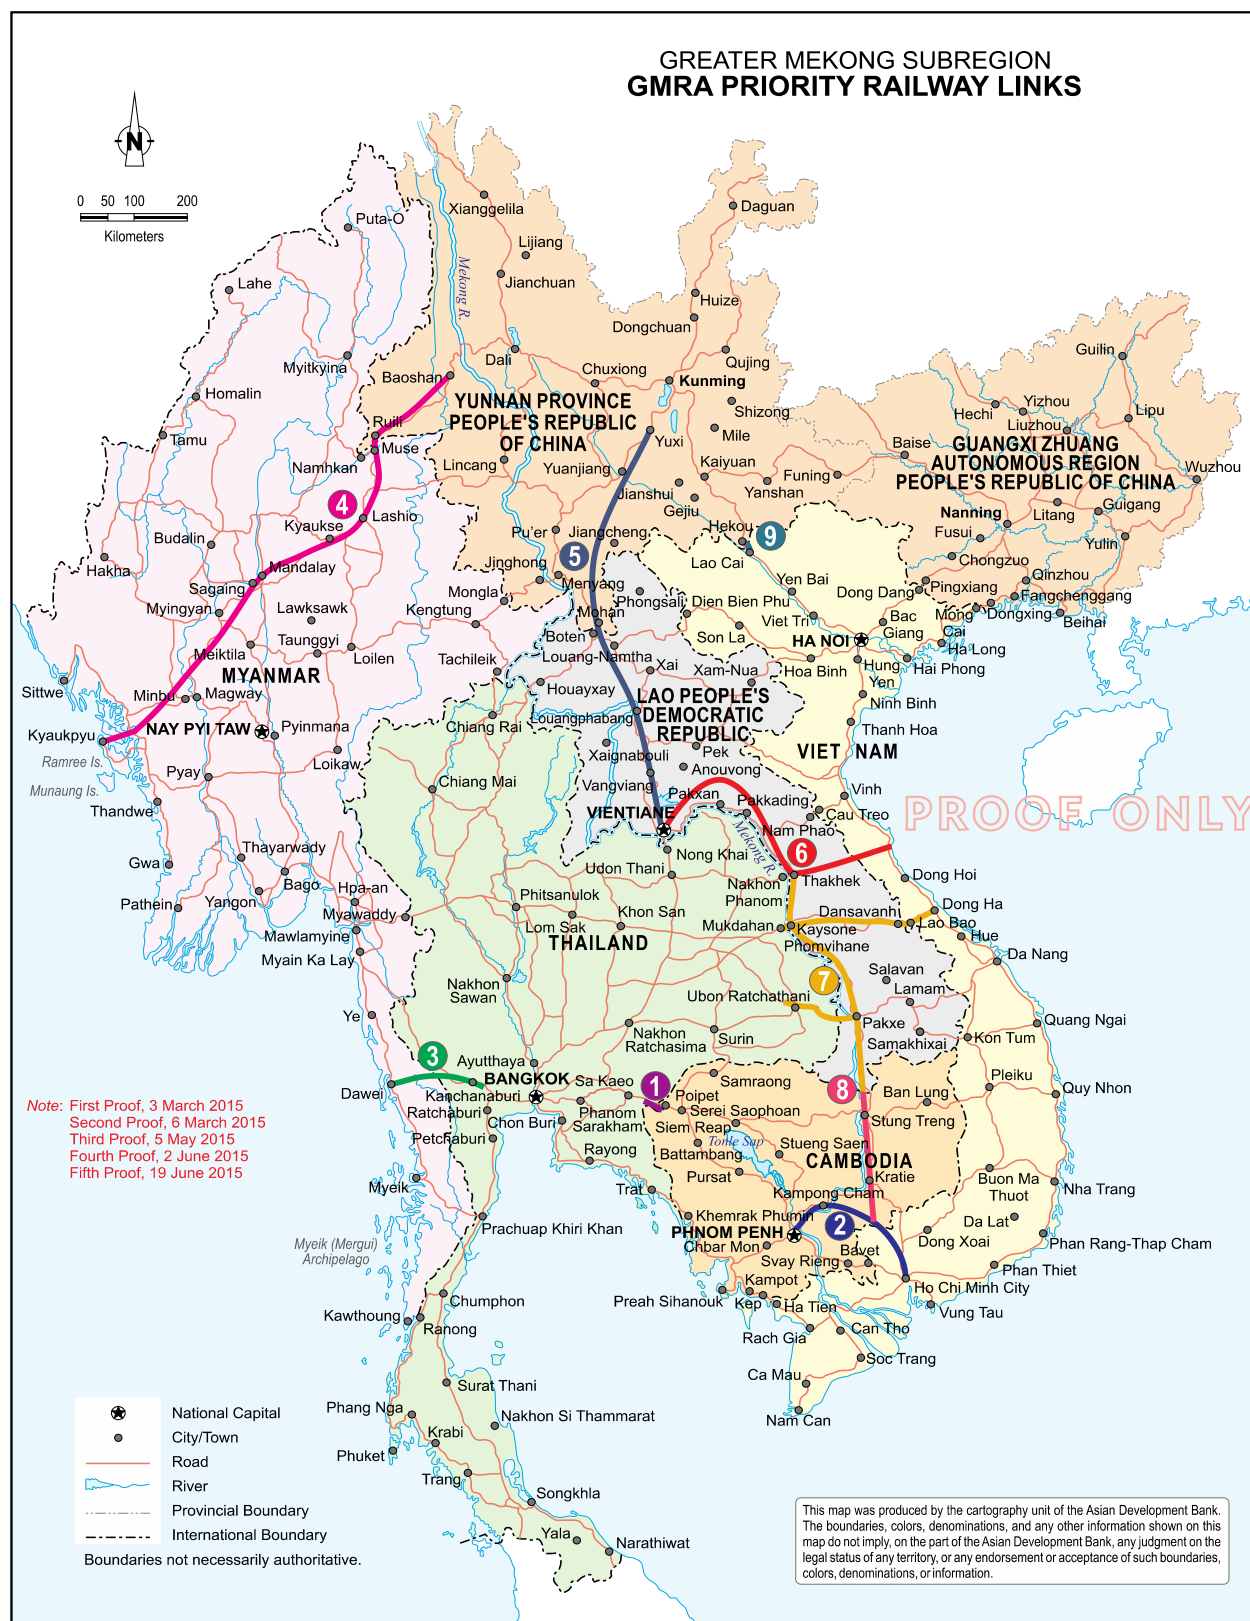 GREATER MEKONG SUBREGION
GMRA PRIORITY RAILWAY LINKS
N
0 50 100 200
Kilometers
Puta-O
Xianggelila
Daguan
Lijiang
Mekong R.
Jianchuan
Lahe
Huize
Dongchuan
Myitkyina
Dali
Qujing
Guilin
Baoshan
Chuxiong
Kunming
Homalin
YUNNAN PROVINCE
PEOPLE'S REPUBLIC
OF CHINA
Shizong
Hechi
Yizhou
Lipu
Liuzhou
Ruili
Tamu
Muse
Yuxi
Mile
Baise
GUANGXI ZHUANG
AUTONOMOUS REGION
PEOPLE'S REPUBLIC OF CHINA
Wuzhou
Namhkan
Lincang
Yuanjiang
Kaiyuan
Funing
Jianshui
Yanshan
Gejiu
4
Lashio
Nanning
Litang
Guigang
Kyaukse
Budalin
Pu'er
Jiangcheng
Hekou
9
Fusui
Yulin
Hakha
Mandalay
Jinghong
5
Lao Cai
Chongzuo
Sagaing
Menyang
Yen Bai
Pingxiang
Qinzhou
Myingyan
Lawksawk
Mongla
Phongsali
Dien Bien Phu
Dong Dang
Fangchenggang
Kengtung
Mohan
Viet Tri
Bac
Giang
Mong
Cai
Dongxing
Beihai
Taunggyi
Boten
Son La
HA NOI
Ha Long
Meiktila
Loilen
Tachileik
Louang-Namtha
Xai
Xam-Nua
Hoa Binh
Hung
Yen
Hai Phong
MYANMAR
Sittwe
Minbu
Magway
Houayxay
LAO PEOPLE'S
DEMOCRATIC
REPUBLIC
Ninh Binh
Kyaukpyu
NAY PYI TAW
Pyinmana
Chiang Rai
Louangphabang
Thanh Hoa
Ramree Is.
Loikaw
Xaignabouli
Pek
VIET NAM
Pyay
Chiang Mai
Anouvong
Munaung Is.
Vangviang
Pakxan
Pakkading
Vinh
Thandwe
VIENTIANE
Cau Treo
PROOF ONLY
Nam Phao
Mekong R.
Gwa
Thayarwady
Nong Khai
6
Udon Thani
Bago
Hpa-an
Nakhon
Phanom
Thakhek
Dong Hoi
Pathein
Yangon
Phitsanulok
Myawaddy
Khon San
Dansavanh
Dong Ha
Lom Sak
Mukdahan
Kaysone
Phomvihane
Lao Bao
Mawlamyine
THAILAND
Hue
Myain Ka Lay
Da Nang
Nakhon
Sawan
7
Salavan
Lamam
Ubon Ratchathani
Ye
Nakhon
Ratchasima
Surin
Pakxe
Quang Ngai
Samakhixai
Kon Tum
3
Ayutthaya
BANGKOK
Sa Kaeo
1
Samraong
Pleiku
Dawei
Kanchanaburi
Poipet
8
Ban Lung
Quy Nhon
Note: First Proof, 3 March 2015
Second Proof, 6 March 2015
Third Proof, 5 May 2015
Fourth Proof, 2 June 2015
Fifth Proof, 19 June 2015
Ratchaburi
Phanom
Sarakham
Serei Saophoan
Chon Buri
Siem Reap
Stung Treng
Petchaburi
Tonle Sap
Stueng Saen
Rayong
Battambang
CAMBODIA
Pursat
Kratie
Buon Ma
Thuot
Nha Trang
Myeik
Trat
Kampong Cham
Prachuap Khiri Khan
Khemrak Phumin
PHNOM PENH
2
Da Lat
Chbar Mon
Dong Xoai
Phan Rang-Thap Cham
Myeik (Mergui)
Archipelago
Svay Rieng
Bavet
Phan Thiet
Kampot
Ho Chi Minh City
Chumphon
Preah Sihanouk
Kep
Ha Tien
Vung Tau
Kawthoung
Ranong
Rach Gia
Can Tho
Soc Trang
Ca Mau
Surat Thani
Nam Can
Phang Nga
Nakhon Si Thammarat
Krabi
Phuket
Trang
Songkhla
Yala
Narathiwat
National Capital
City/Town
Road
River
Provincial Boundary
International Boundary
Boundaries not necessarily authoritative.
This map was produced by the cartography unit of the Asian Development Bank.
The boundaries, colors, denominations, and any other information shown on this
map do not imply, on the part of the Asian Development Bank, any judgment on the
legal status of any territory, or any endorsement or acceptance of such boundaries,
colors, denominations, or information.